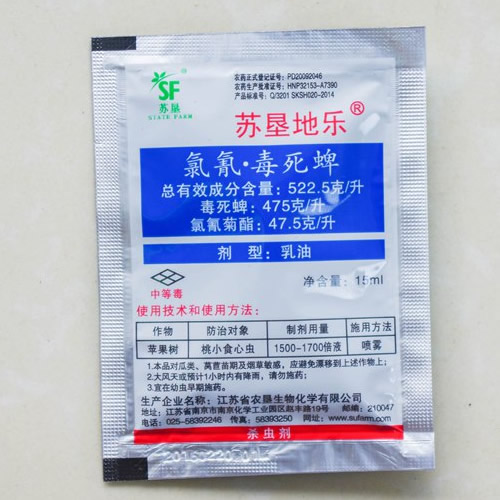 农药正式登记证号：PD20092046
农药生产批准证号：HNP32153-A7390
产品标准号：Q/3201 SKSH020-2014
SF
苏垦
STATE FARM
苏垦地乐®
氯氰·毒死蜱
总有效成分含量：522.5克/升
毒死蜱：475克/升
氯氰菊酯：47.5克/升
剂 型：乳油
中等毒
净含量：15ml
使用技术和使用方法：
作物 防治对象 制剂用量 施用方法
苹果树 桃小食心虫 1500-1700倍液 喷雾
1.本品对瓜类、莴苣苗期及烟草敏感，应避免漂移到上述作物上；
2.大风天或预计1小时内有降雨，请勿施药；
3.宜在幼虫早期施药。
生产企业名称：江苏省农垦生物化学有限公司
地址：江苏省南京市南京化学工业园区赵丰路19号 邮编：210047
电话：025-58392246 传真：58393250 网址：www.sufarm.com
杀虫剂